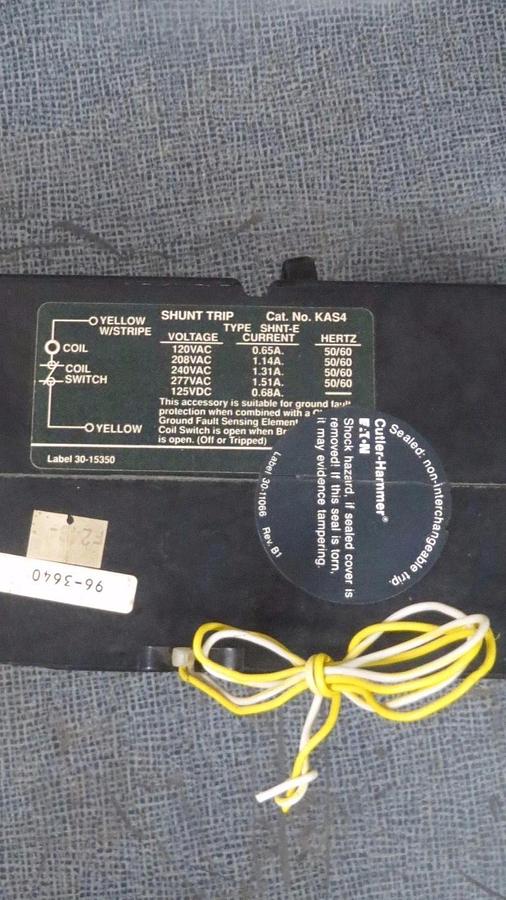 SHUNT TRIP Cat. No. KAS4
TYPE SHNT-E
VOLTAGE CURRENT HERTZ
120VAC 0.65A. 50/60
208VAC 1.14A. 50/60
240VAC 1.31A. 50/60
277VAC 1.51A. 50/60
125VDC 0.68A.
This accessory is suitable for ground fault
protection when combined with a
Ground Fault Sensing Element
Coil Switch is open when
is open. (Off or Tripped)
YELLOW
W/STRIPE
COIL
COIL
SWITCH
YELLOW
Label 30-15350
Sealed: non-interchangeable trip.
Cutler-Hammer®
EATON
Shock hazard, if sealed cover is
removed! If this seal is torn,
it may evidence tampering.
Label 30-11066 Rev. B1
96-3640